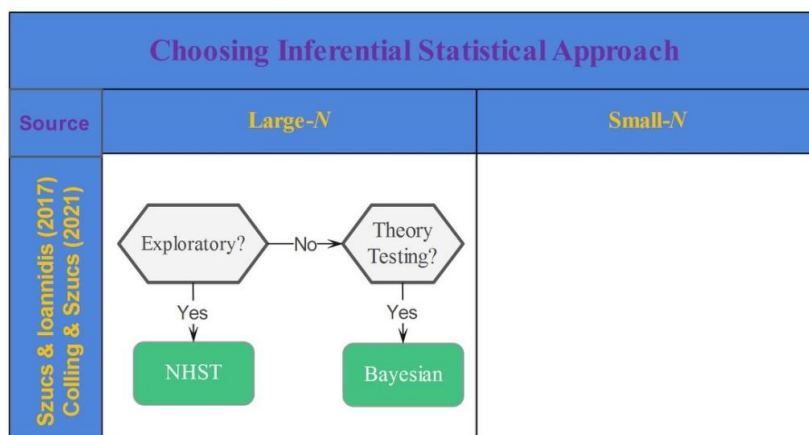 Choosing Inferential Statistical Approach
Source
Large-N
Small-N
Szucs & Ioannidis (2017)
Colling & Szucs (2021)
Exploratory?
No
Theory
Testing?
Yes
Yes
NHST
Bayesian